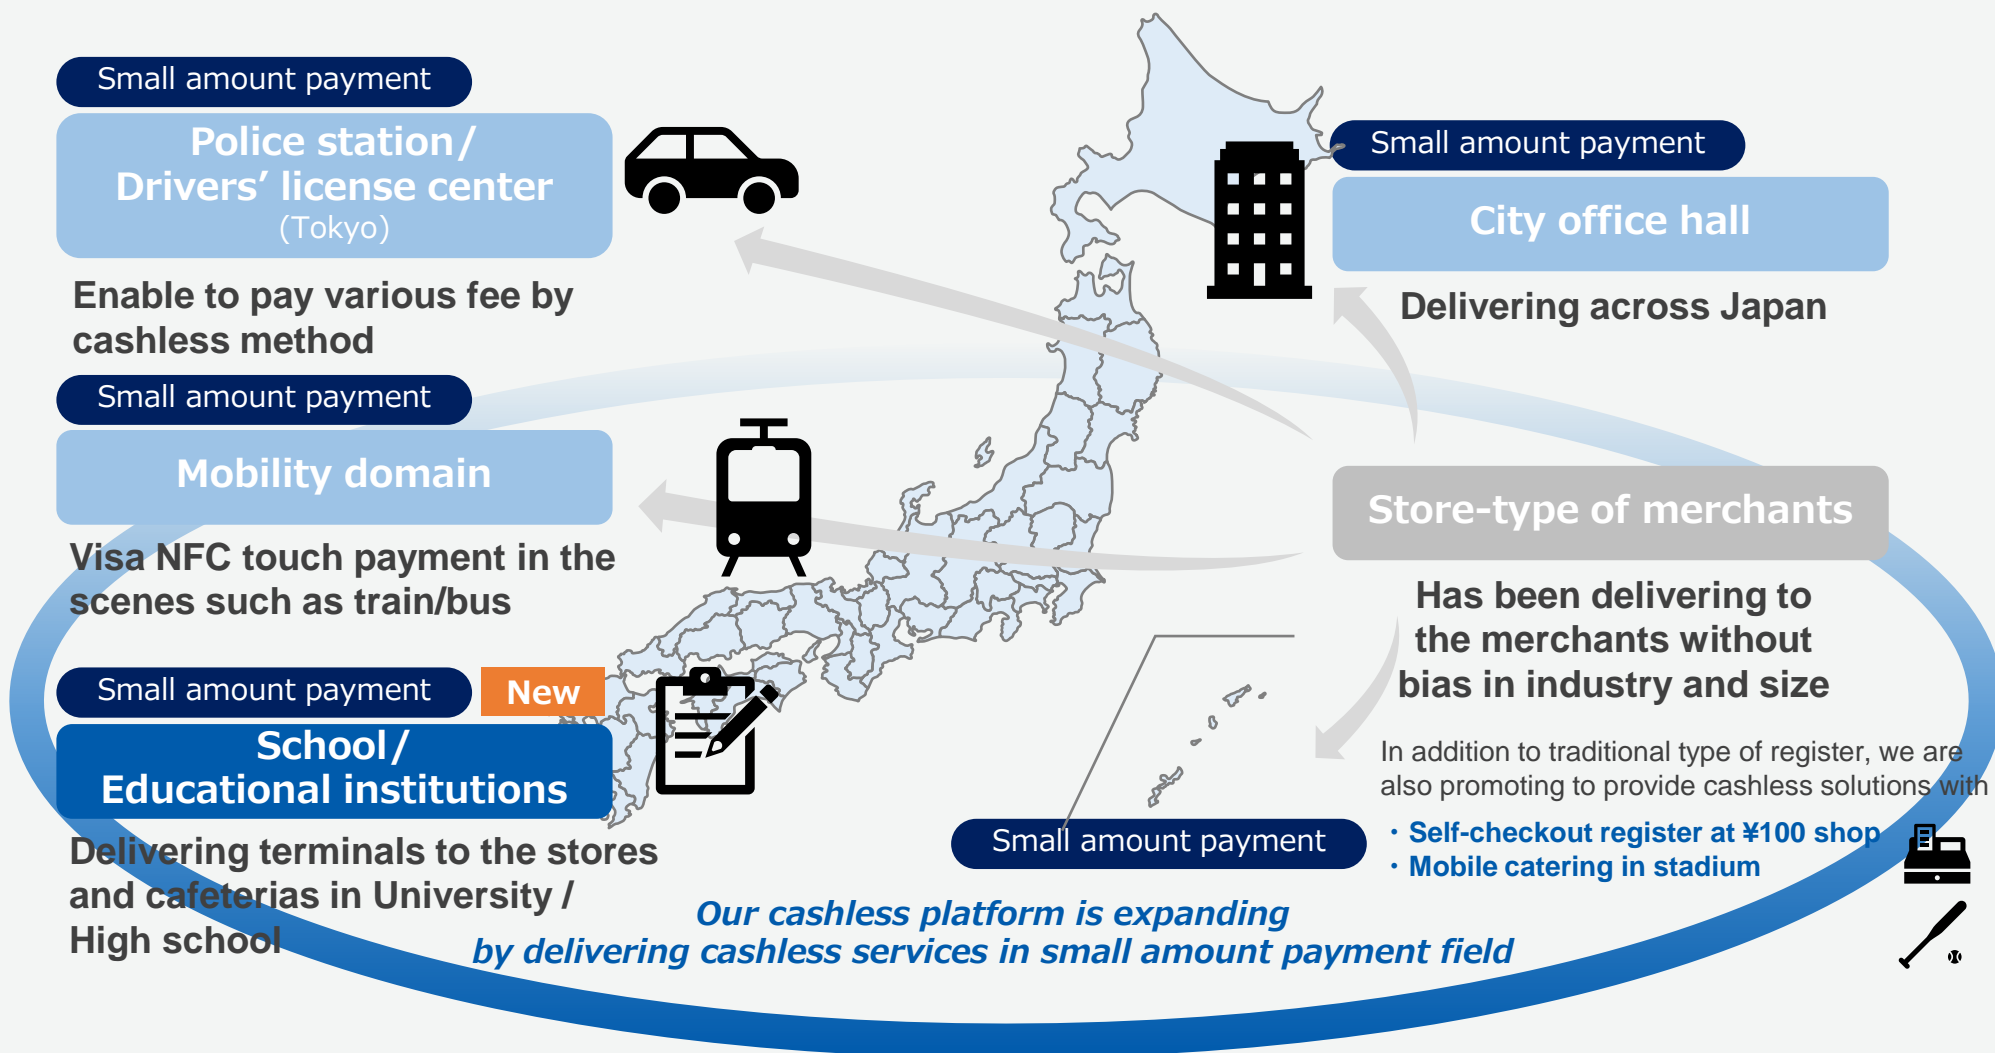 Small amount payment
Police station/
Drivers’ license center
(Tokyo)
Enable to pay various fee by
cashless method
Small amount payment
Mobility domain
Visa NFC touch payment in the
scenes such as train/bus
Small amount payment
New
School/
Educational institutions
Delivering terminals to the stores
and cafeterias in University /
High school
Small amount payment
City office hall
Delivering across Japan
Store-type of merchants
Has been delivering to
the merchants without
bias in industry and size
In addition to traditional type of register, we are
also promoting to provide cashless solutions with
・Self-checkout register at ¥100 shop
・Mobile catering in stadium
Small amount payment
Our cashless platform is expanding
by delivering cashless services in small amount payment field